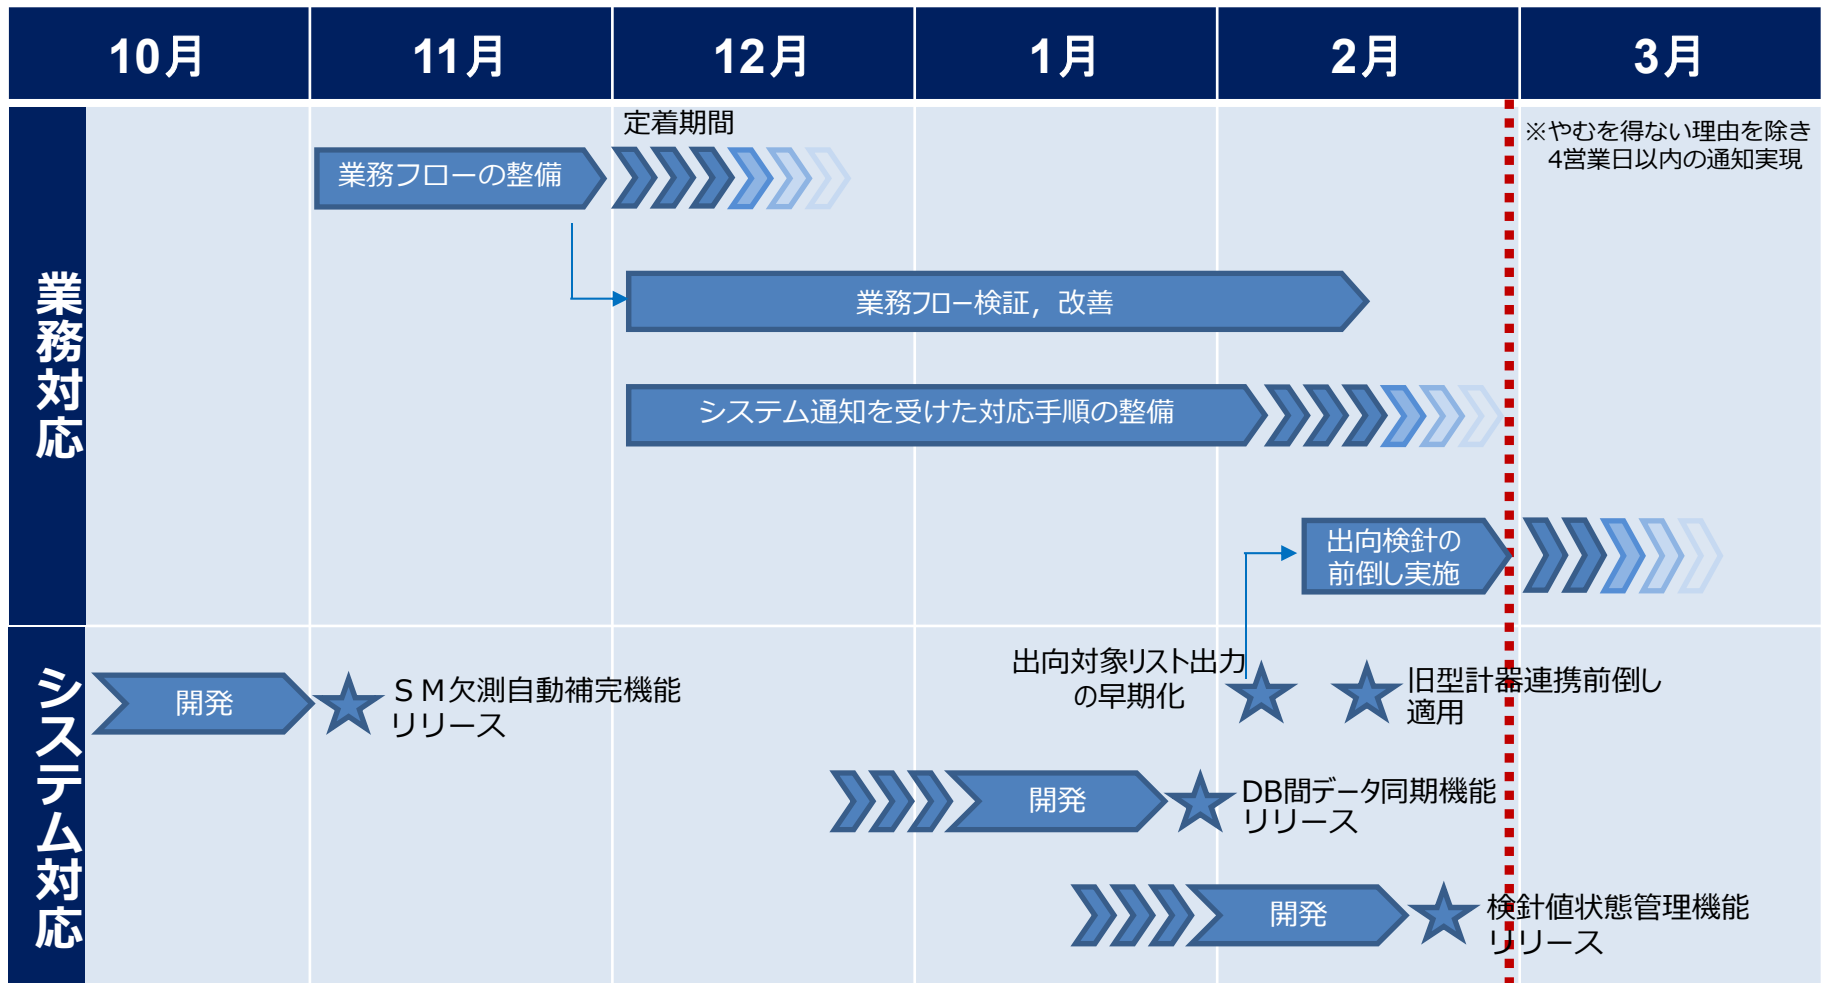 10月
11月
12月
1月
2月
3月
業務対応
定着期間
※やむを得ない理由を除き
4営業日以内の通知実現
業務フローの整備
業務フロー検証，改善
システム通知を受けた対応手順の整備
出向検針の
前倒し実施
システム対応
開発
ＳＭ欠測自動補完機能
リリース
出向対象リスト出力
の早期化
旧型計器連携前倒し
適用
開発
DB間データ同期機能
リリース
開発
検針値状態管理機能
リリース